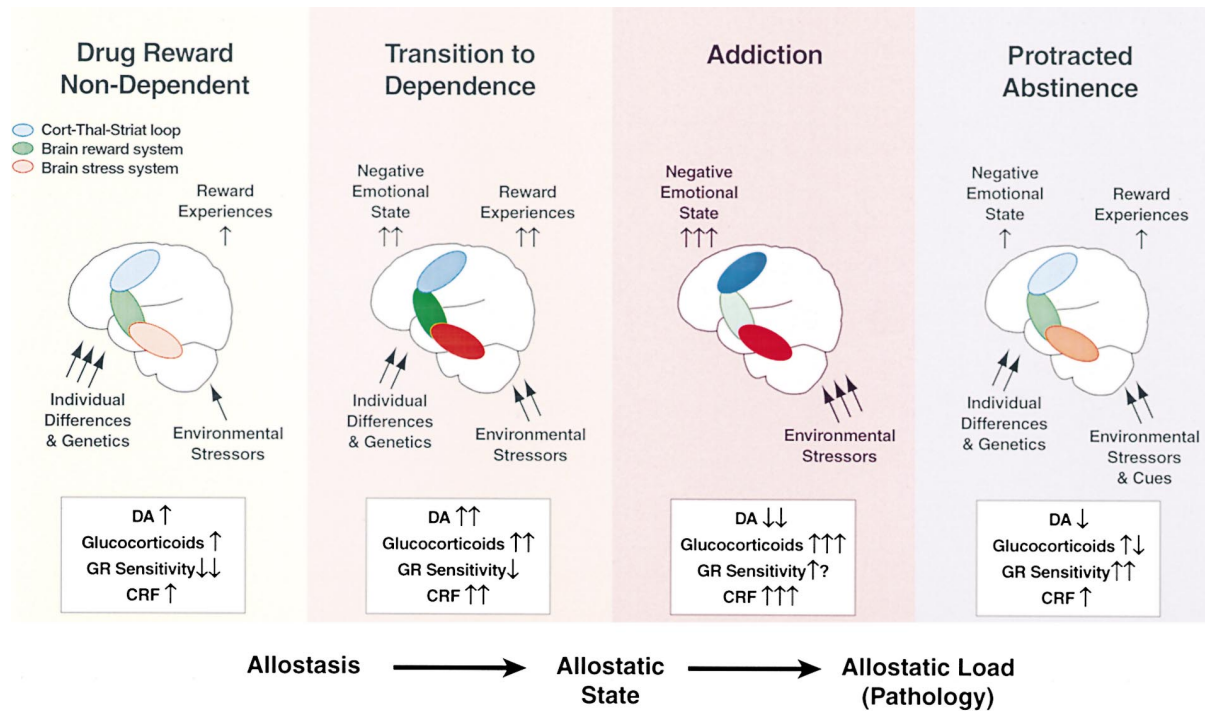 Drug Reward
Non-Dependent
Cort-Thal-Striat loop
Brain reward system
Brain stress system
Reward
Experiences
↑
Individual
Differences
& Genetics
Environmental
Stressors
DA ↑
Glucocorticoids ↑
GR Sensitivity↓↓
CRF ↑
Transition to
Dependence
Negative
Emotional
State
↑↑
Reward
Experiences
↑↑
Individual
Differences
& Genetics
Environmental
Stressors
DA ↑↑
Glucocorticoids ↑↑
GR Sensitivity↓
CRF ↑↑
Addiction
Negative
Emotional
State
↑↑↑
Environmental
Stressors
DA ↓↓
Glucocorticoids ↑↑↑
GR Sensitivity↑?
CRF ↑↑↑
Protracted
Abstinence
Negative
Emotional
State
↑
Reward
Experiences
↑
Individual
Differences
& Genetics
Environmental
Stressors
& Cues
DA ↓
Glucocorticoids ↑↓
GR Sensitivity↑↑
CRF ↑
Allostasis
Allostatic
State
Allostatic Load
(Pathology)